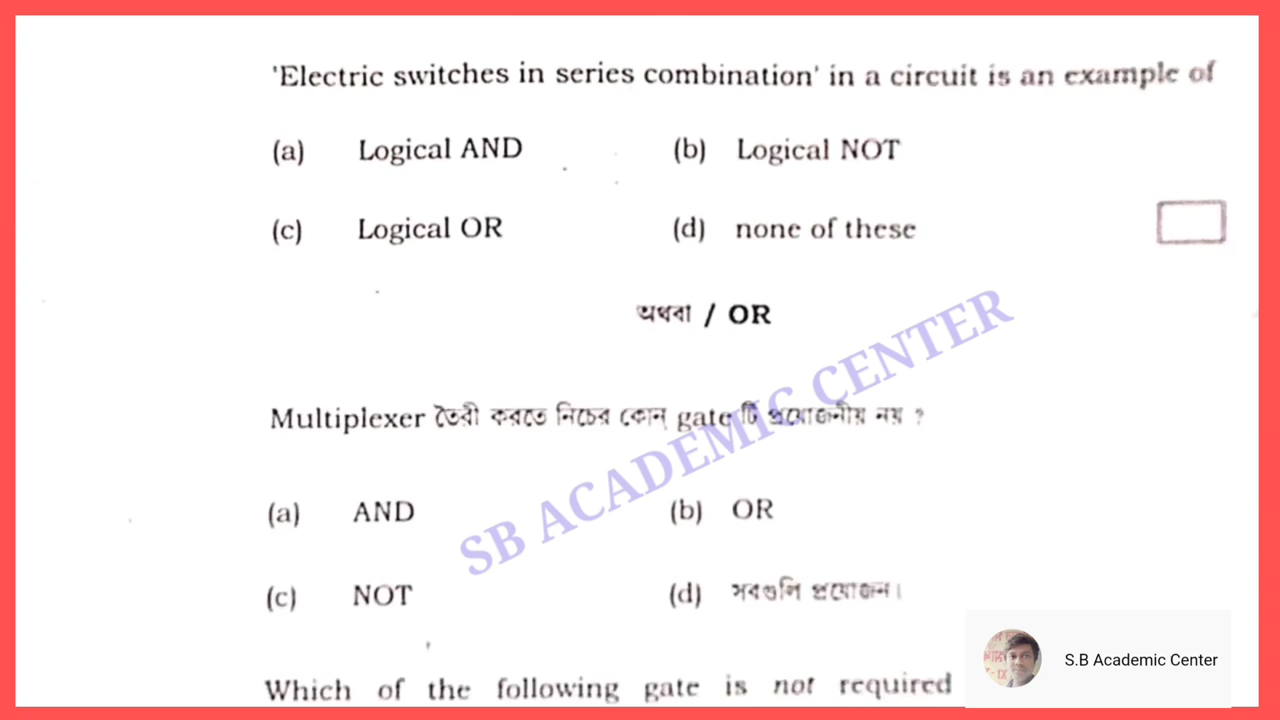 'Electric switches in series combination' in a circuit is an example of
(a) Logical AND (b) Logical NOT
(c) Logical OR (d) none of these
অথবা / OR
Multiplexer তৈরী করতে নিচের কোন্ gate টি প্রয়োজনীয় নয় ?
(a) AND (b) OR
(c) NOT (d) সবগুলি প্রয়োজন।
Which of the following gate is not required
SB ACADEMIC CENTER
S.B Academic Center